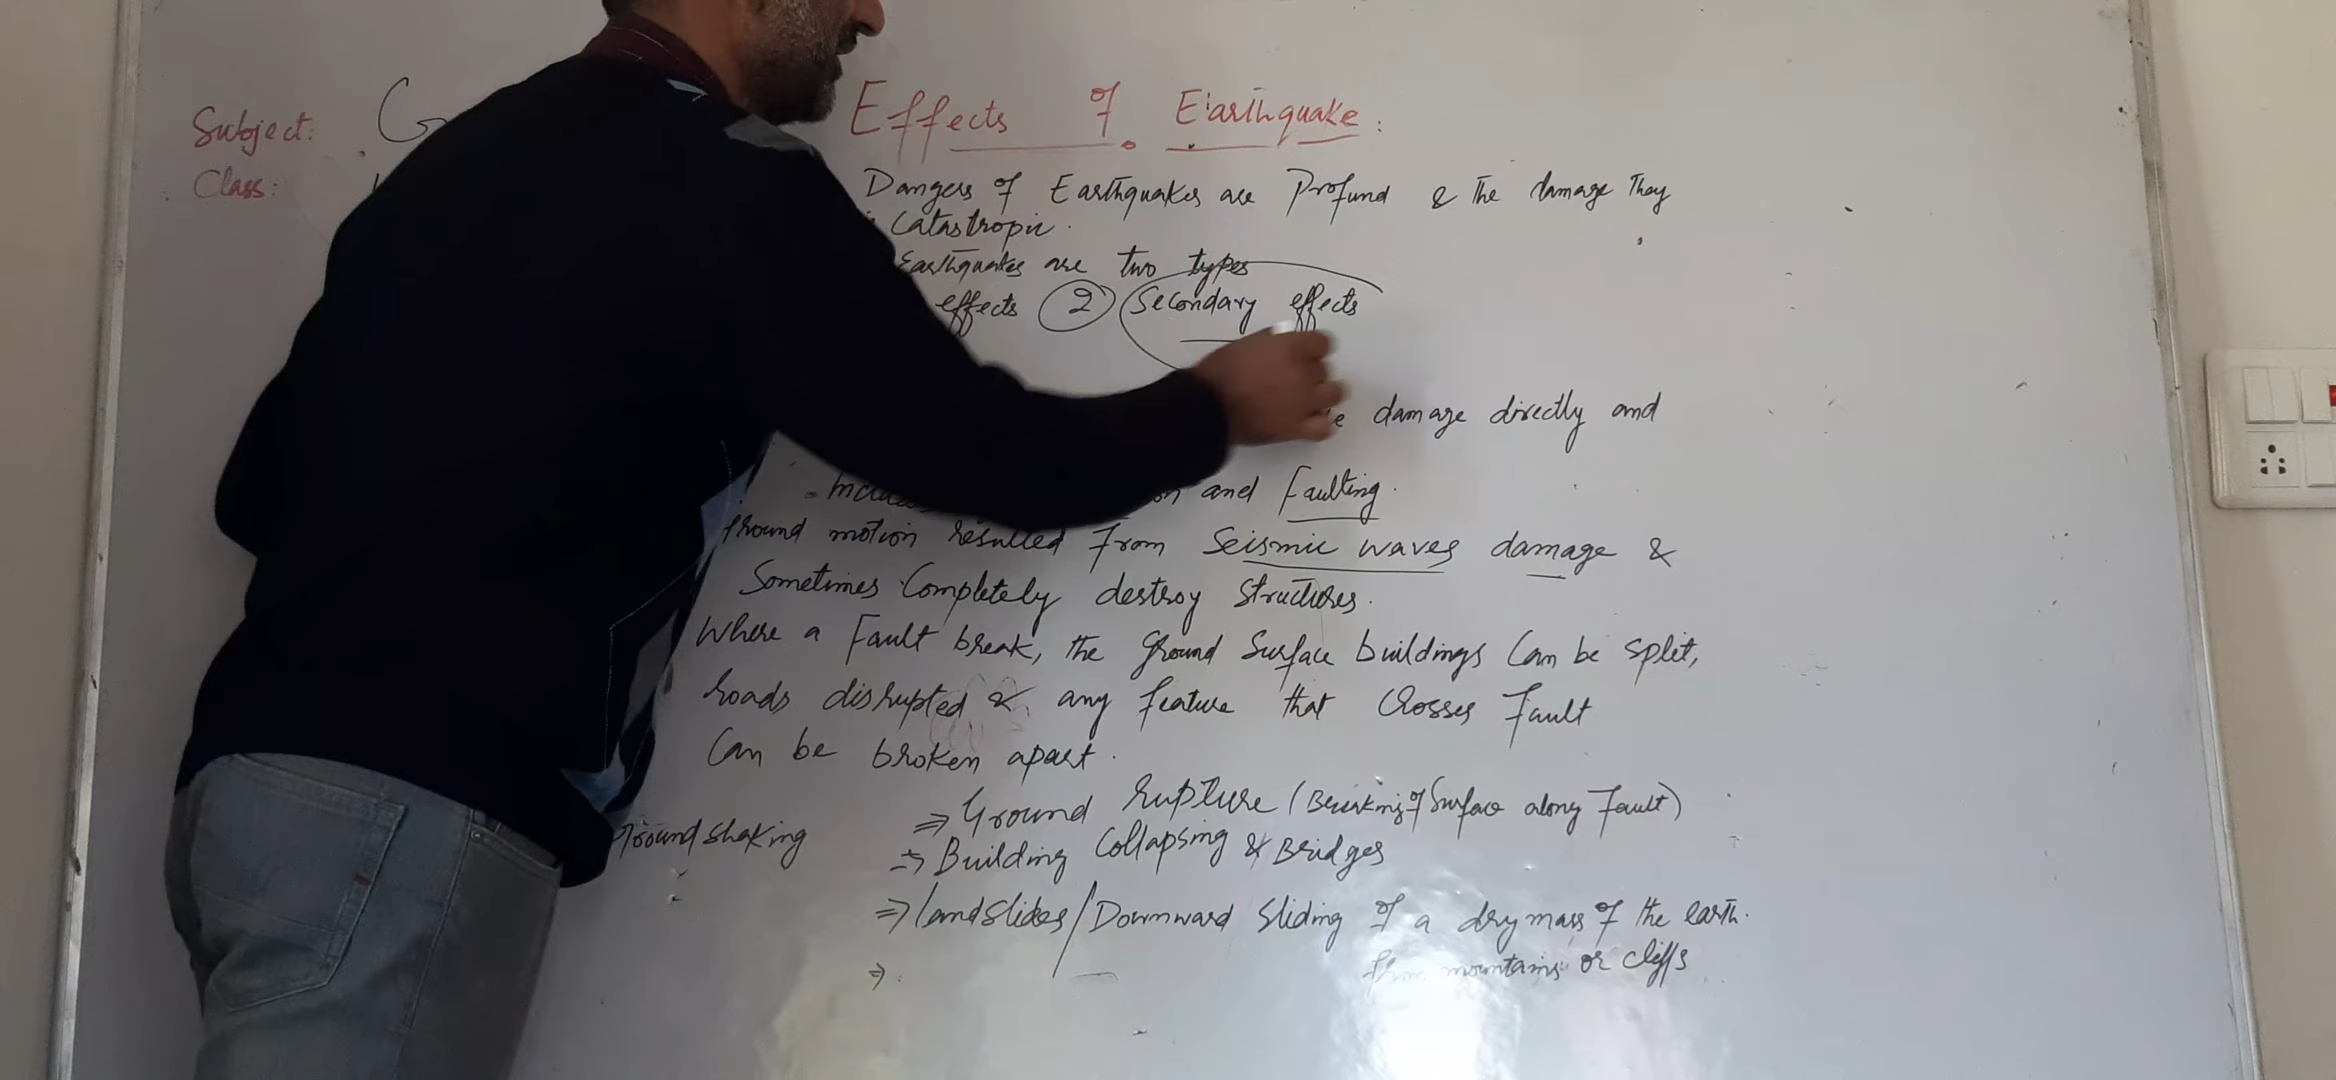 Subject:
Class:
Effects of Earthquake:
Dangers of Earthquakes are Profund & The damage They
Catastropic.
Earthquakes are two types
effects 2 Secondary effects
damage directly and
and Faulting.
Ground motion resulted From Seismic waves damage &
Sometimes Completely destroy Structures.
Where a Fault break, the ground Surface buildings Can be split,
roads disrupted & any feature that Crosses Fault
Can be broken apart.
Ground shaking
⇒ Ground Rupture (Breaking of Surface along Fault)
⇒ Building Collapsing & Bridges
⇒ landslides / Downward Sliding of a dry mass of the earth.
from mountains or cliffs
⇒